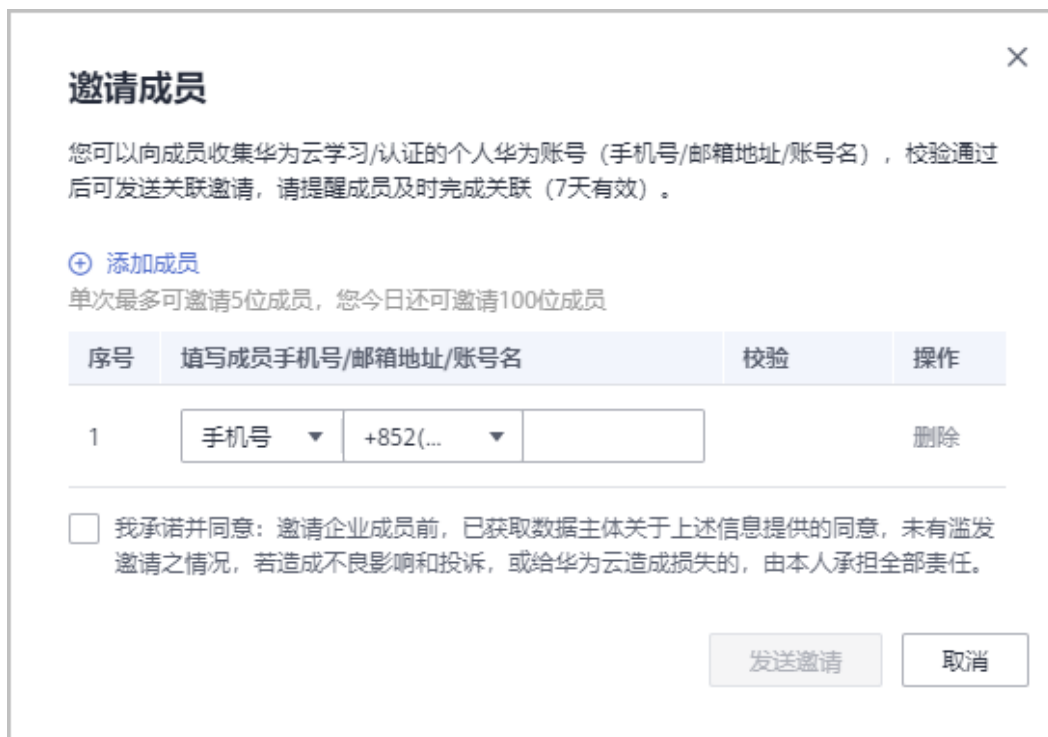 邀请成员
您可以向成员收集华为云学习/认证的个人华为账号（手机号/邮箱地址/账号名），校验通过
后可发送关联邀请，请提醒成员及时完成关联（7天有效）。
添加成员
单次最多可邀请5位成员，您今日还可邀请100位成员
序号 填写成员手机号/邮箱地址/账号名 校验 操作
1 手机号 +852(... 删除
我承诺并同意：邀请企业成员前，已获取数据主体关于上述信息提供的同意，未有滥发
邀请之情况，若造成不良影响和投诉，或给华为云造成损失的，由本人承担全部责任。
发送邀请 取消